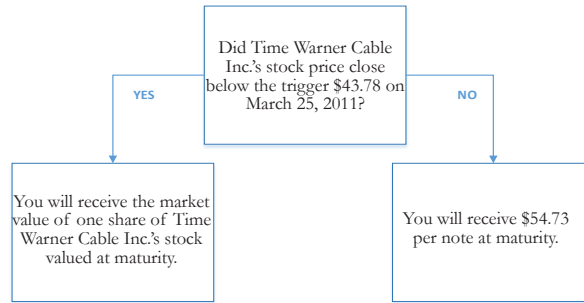 Did Time Warner Cable
Inc.'s stock price close
below the trigger $43.78 on
March 25, 2011?
YES
NO
You will receive the market
value of one share of Time
Warner Cable Inc.'s stock
valued at maturity.
You will receive $54.73
per note at maturity.